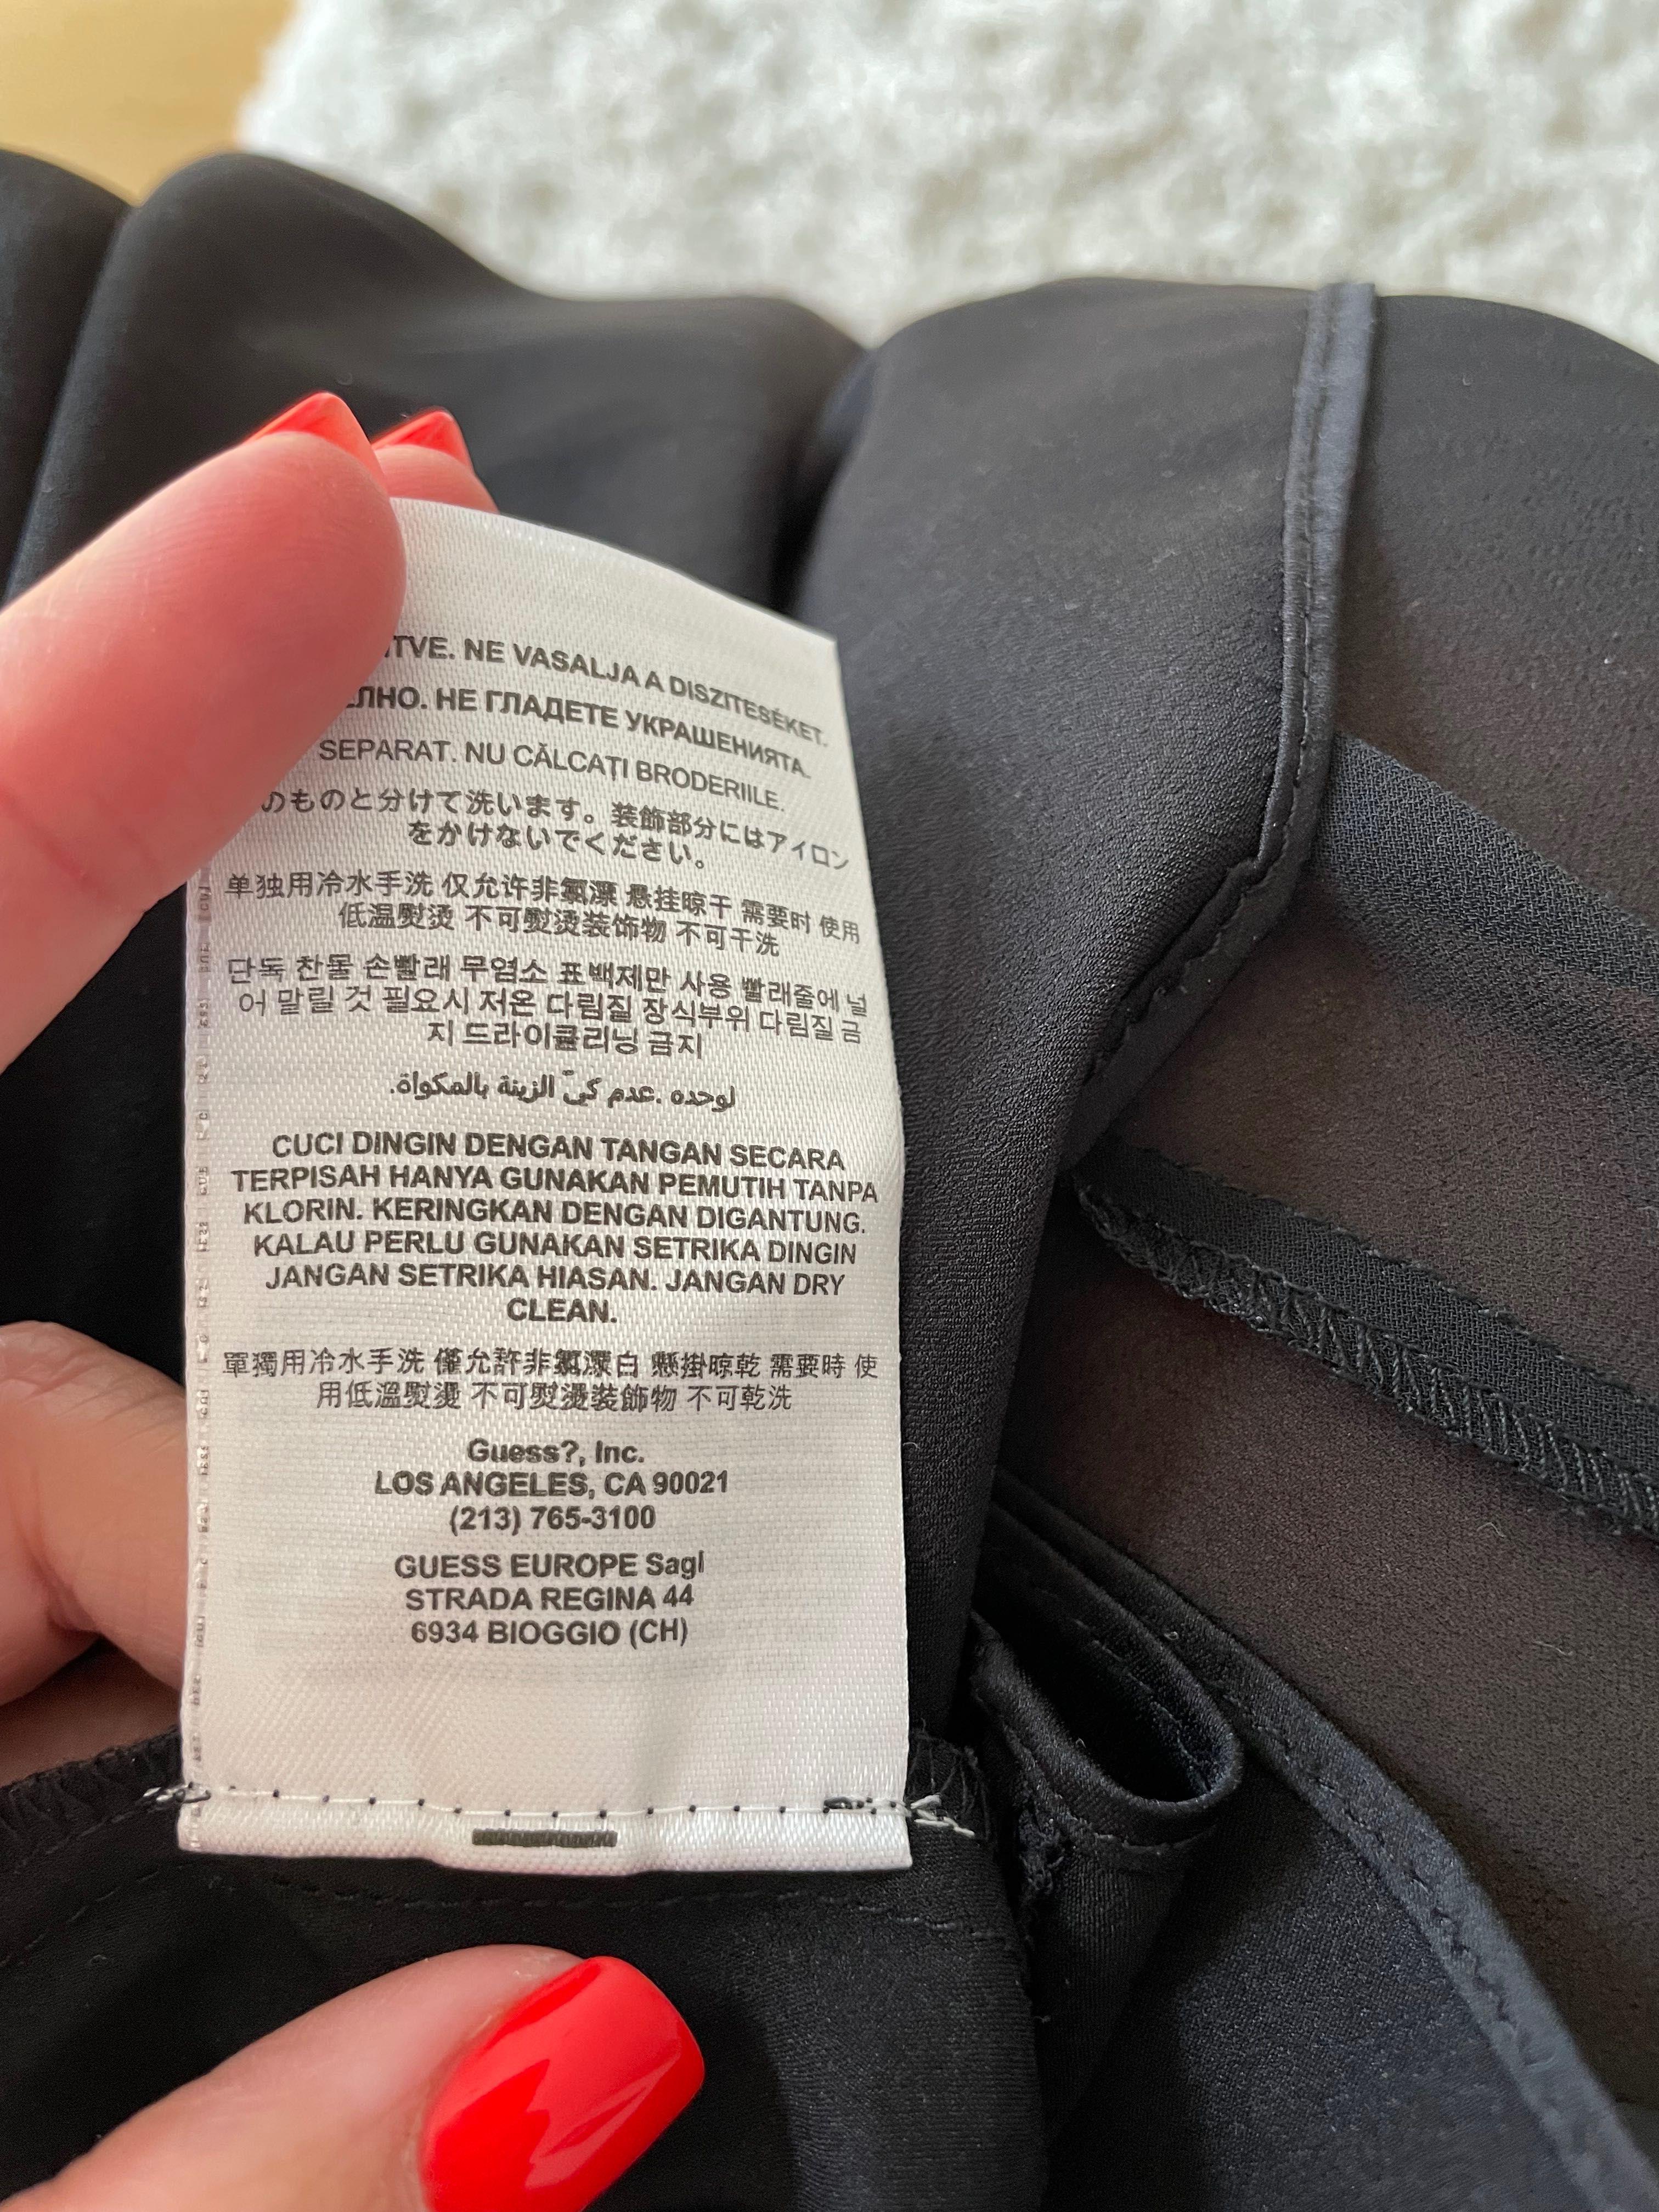 TVE. NE VASALJA A DISZITESÉKET.
ЛНО. НЕ ГЛАДЕТЕ УКРАШЕНИЯТА.
SEPARAT. NU CĂLCAȚI BRODERIILE.
のものと分けて洗います。装飾部分にはアイロン
をかけないでください。
单独用冷水手洗 仅允许非氯漂 悬挂晾干 需要时 使用
低温熨烫 不可熨烫装饰物 不可干洗
단독 찬물 손빨래 무염소 표백제만 사용 빨래줄에 널
어 말릴 것 필요시 저온 다림질 장식부위 다림질 금
지 드라이클리닝 금지
لوحده .عدم كيّ الزينة بالمكواة.
CUCI DINGIN DENGAN TANGAN SECARA
TERPISAH HANYA GUNAKAN PEMUTIH TANPA
KLORIN. KERINGKAN DENGAN DIGANTUNG.
KALAU PERLU GUNAKAN SETRIKA DINGIN
JANGAN SETRIKA HIASAN. JANGAN DRY
CLEAN.
單獨用冷水手洗 僅允許非氯漂白 懸掛晾乾 需要時 使
用低溫熨燙 不可熨燙裝飾物 不可乾洗
Guess?, Inc.
LOS ANGELES, CA 90021
(213) 765-3100
GUESS EUROPE Sagl
STRADA REGINA 44
6934 BIOGGIO (CH)